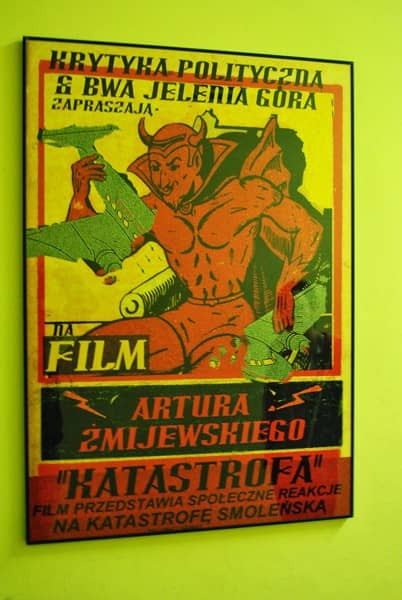 KRYTYKA POLITYCZNA
& BWA JELENIA GÓRA
ZAPRASZAJĄ-
NA
FILM
ARTURA
ŻMIJEWSKIEGO
"KATASTROFA"
FILM PRZEDSTAWIA SPOŁECZNE REAKCJE
NA KATASTROFĘ SMOLEŃSKĄ